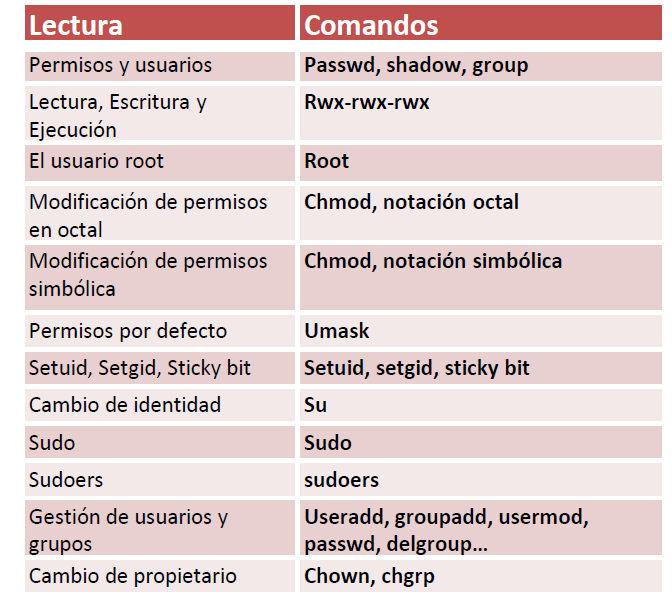 Lectura Comandos
Permisos y usuarios Passwd, shadow, group
Lectura, Escritura y Rwx-rwx-rwx
Ejecución
El usuario root Root
Modificación de permisos Chmod, notación octal
en octal
Modificación de permisos Chmod, notación simbólica
simbólica
Permisos por defecto Umask
Setuid, Setgid, Sticky bit Setuid, setgid, sticky bit
Cambio de identidad Su
Sudo Sudo
Sudoers sudoers
Gestión de usuarios y Useradd, groupadd, usermod,
grupos passwd, delgroup...
Cambio de propietario Chown, chgrp